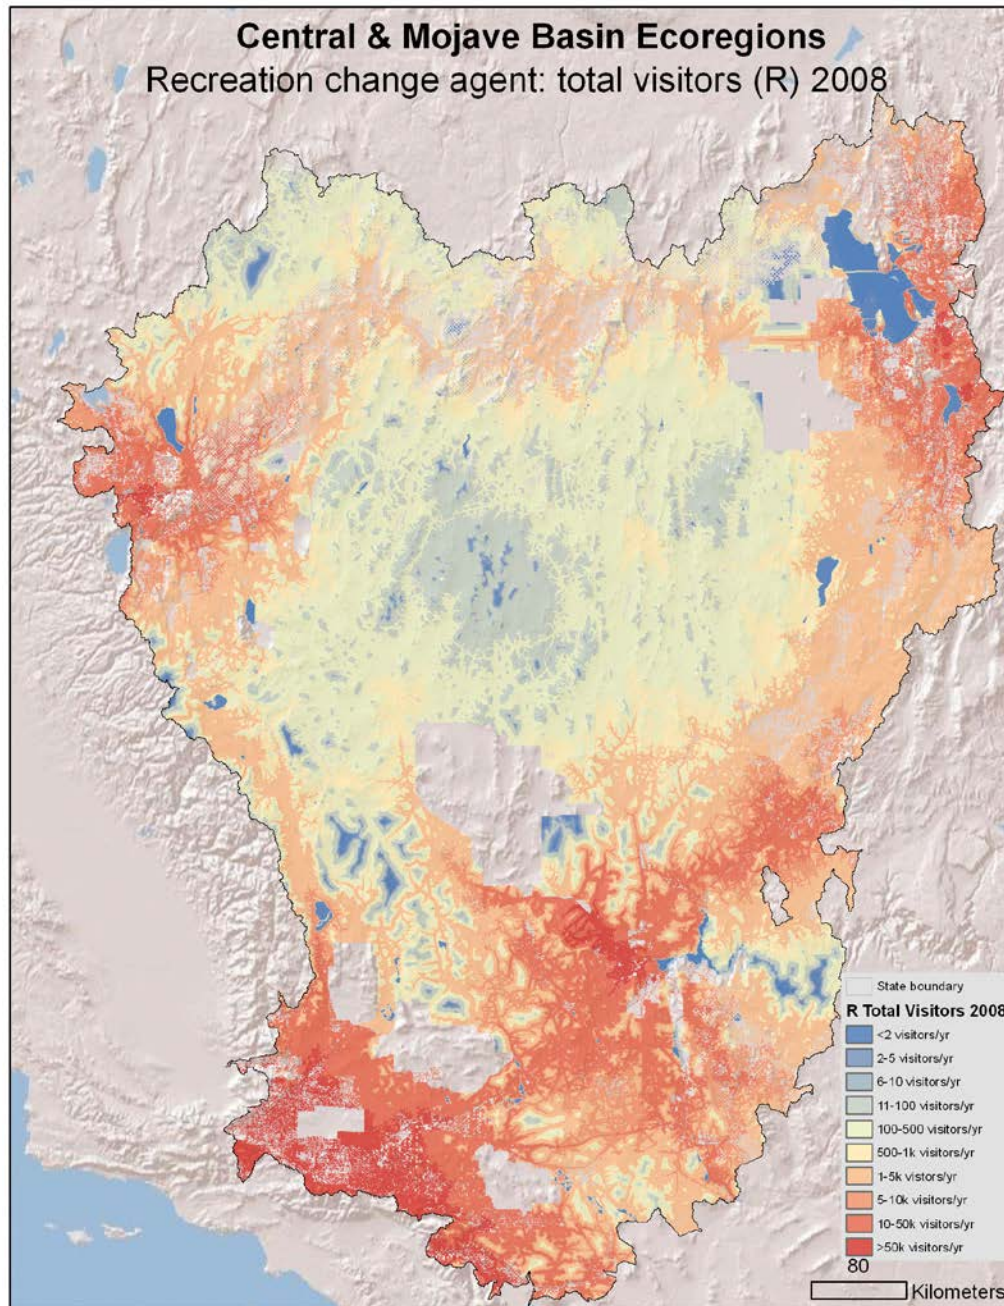 Central & Mojave Basin Ecoregions
Recreation change agent: total visitors (R) 2008
State boundary
R Total Visitors 2008
<2 visitors/yr
2-5 visitors/yr
6-10 visitors/yr
11-100 visitors/yr
100-500 visitors/yr
500-1k visitors/yr
1-5k vistors/yr
5-10k visitors/yr
10-50k visitors/yr
>50k visitors/yr
80
Kilometers